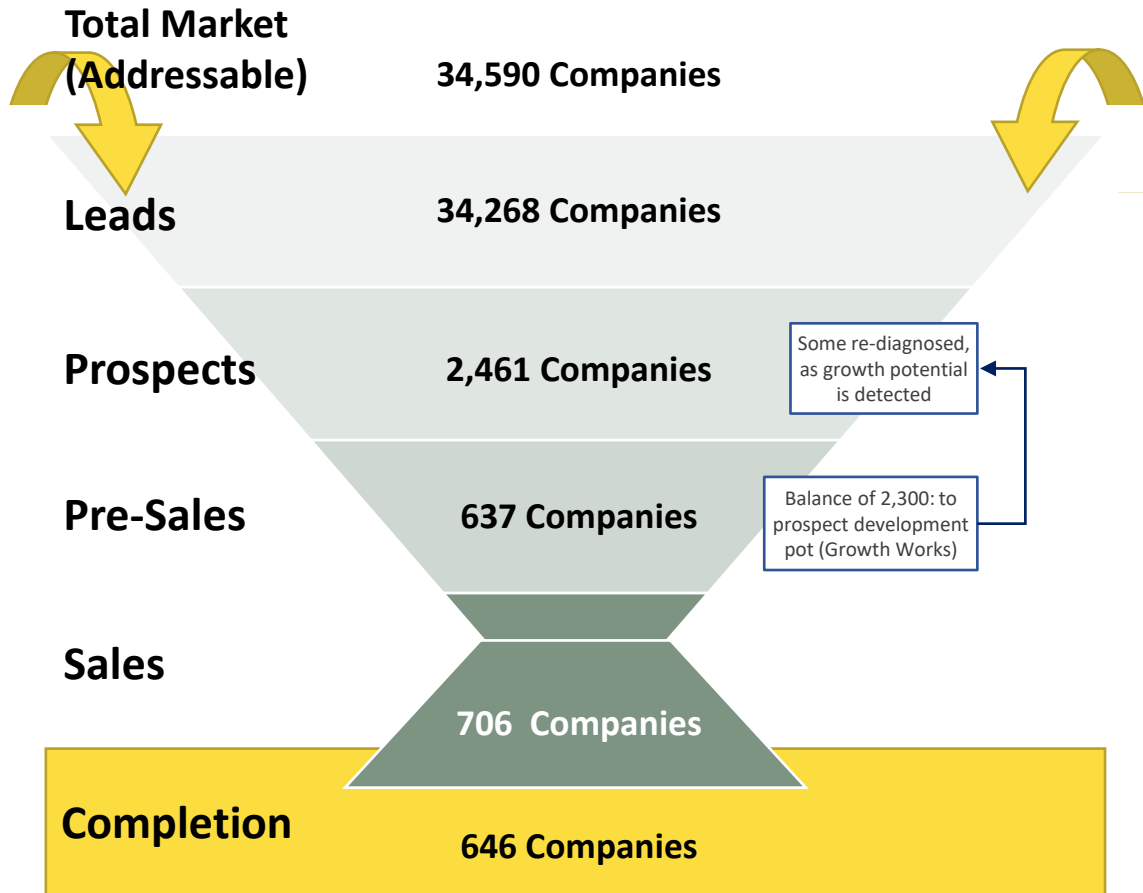 Total Market
(Addressable)
34,590 Companies
Leads
34,268 Companies
Prospects
2,461 Companies
Some re-diagnosed,
as growth potential
is detected
Pre-Sales
637 Companies
Balance of 2,300: to
prospect development
pot (Growth Works)
Sales
706 Companies
Completion
646 Companies